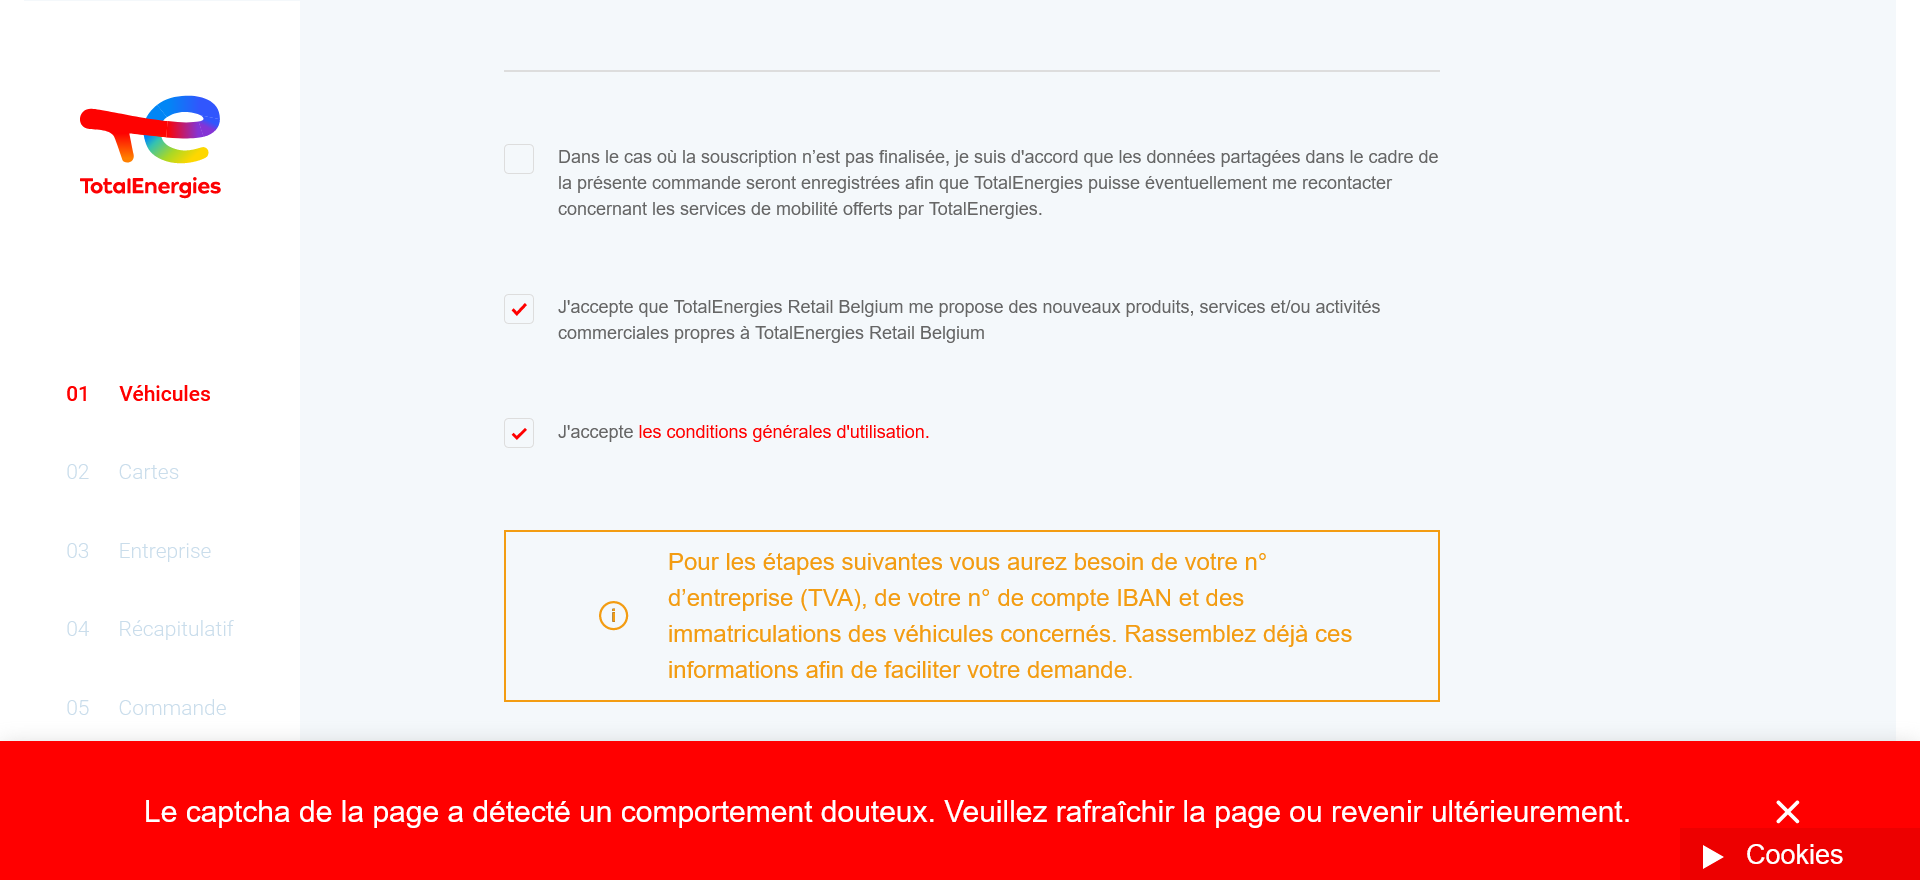 TotalEnergies
01 Véhicules
02 Cartes
03 Entreprise
04 Récapitulatif
05 Commande
Dans le cas où la souscription n’est pas finalisée, je suis d'accord que les données partagées dans le cadre de
la présente commande seront enregistrées afin que TotalEnergies puisse éventuellement me recontacter
concernant les services de mobilité offerts par TotalEnergies.
J'accepte que TotalEnergies Retail Belgium me propose des nouveaux produits, services et/ou activités
commerciales propres à TotalEnergies Retail Belgium
J'accepte les conditions générales d'utilisation.
Pour les étapes suivantes vous aurez besoin de votre n°
d’entreprise (TVA), de votre n° de compte IBAN et des
immatriculations des véhicules concernés. Rassemblez déjà ces
informations afin de faciliter votre demande.
Le captcha de la page a détecté un comportement douteux. Veuillez rafraîchir la page ou revenir ultérieurement.
Cookies